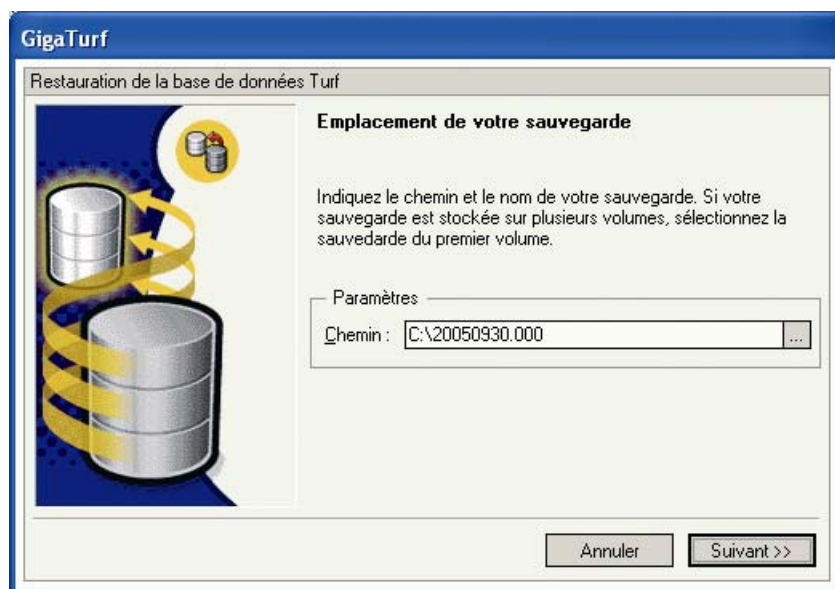 GigaTurf
Restauration de la base de données Turf
Emplacement de votre sauvegarde
Indiquez le chemin et le nom de votre sauvegarde. Si votre
sauvegarde est stockée sur plusieurs volumes, sélectionnez la
sauvedarde du premier volume.
Paramètres
Chemin : C:\20050930.000 ...
Annuler Suivant >>